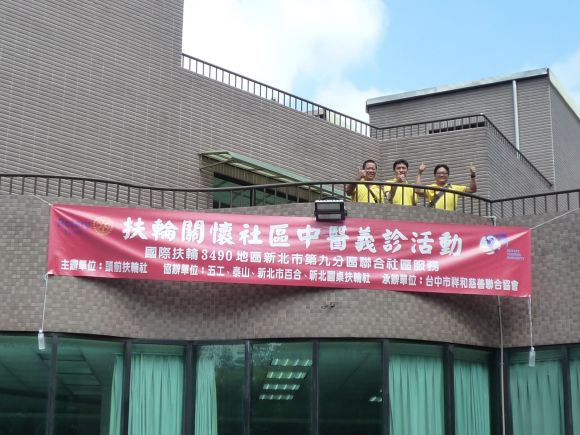 扶輪關懷社區中醫義診活動
國際扶輪3490地區新北市第九分區聯合社區服務
主辦單位：頭前扶輪社 協辦單位：五工、泰山、新北市百合、新北國桌扶輪社 承辦單位：台中市祥和慈善聯合協會